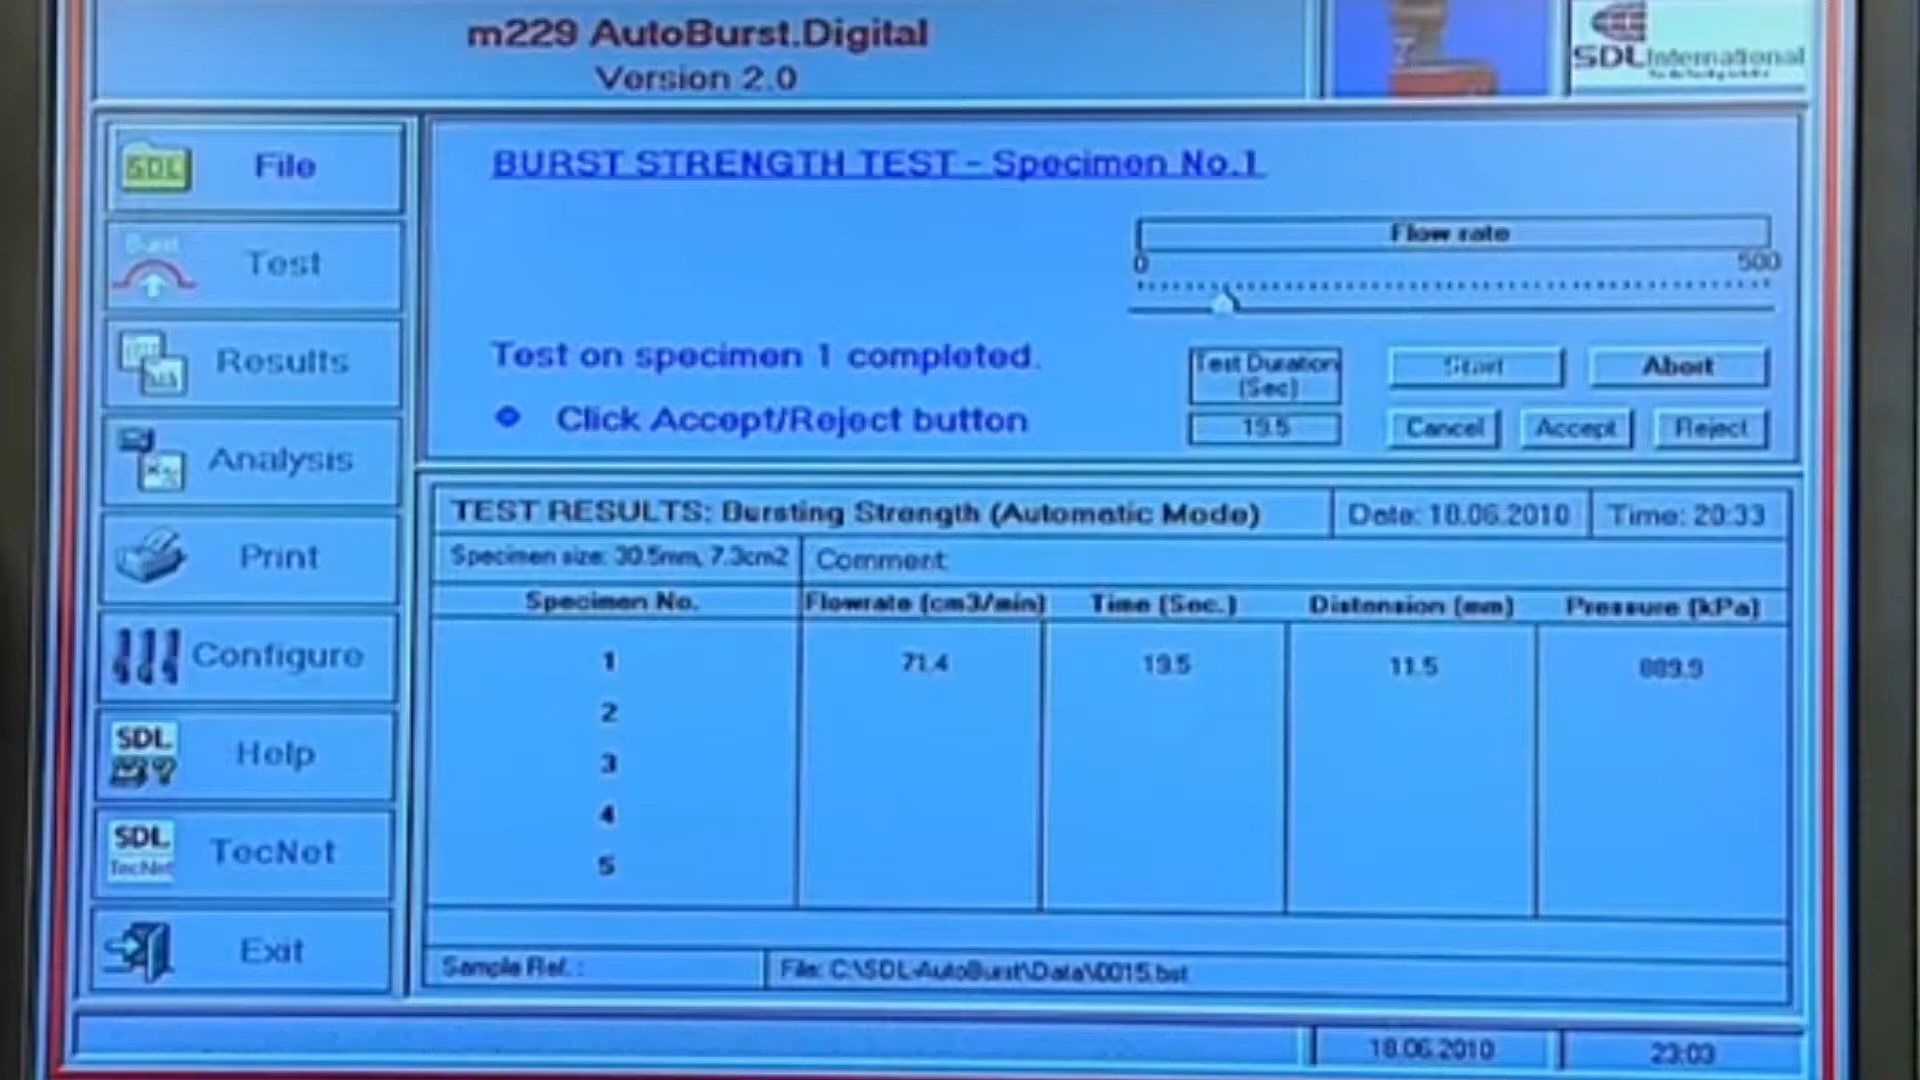 m229 AutoBurst.Digital
Version 2.0
SDL International
SDL File
Burst Test
Results
Analysis
Print
Configure
SDL ? Help
SDL TecNet TecNet
Exit
BURST STRENGTH TEST - Specimen No.1
Flow rate
0 500
Test on specimen 1 completed.
Click Accept/Reject button
Test Duration
(Sec)
19.5
Start Abort
Cancel Accept Reject
TEST RESULTS: Bursting Strength (Automatic Mode) Date: 18.06.2010 Time: 20:33
Specimen size: 30.5mm, 7.3cm2 Comment:
Specimen No. Flowrate (cm3/min) Time (Sec.) Distension (mm) Pressure (kPa)
1 71.4 19.5 11.5
2
3
4
5
Sample Ref. : File: C:\SDL-AutoBurst\Data\0015.bst
18.06.2010 23:03